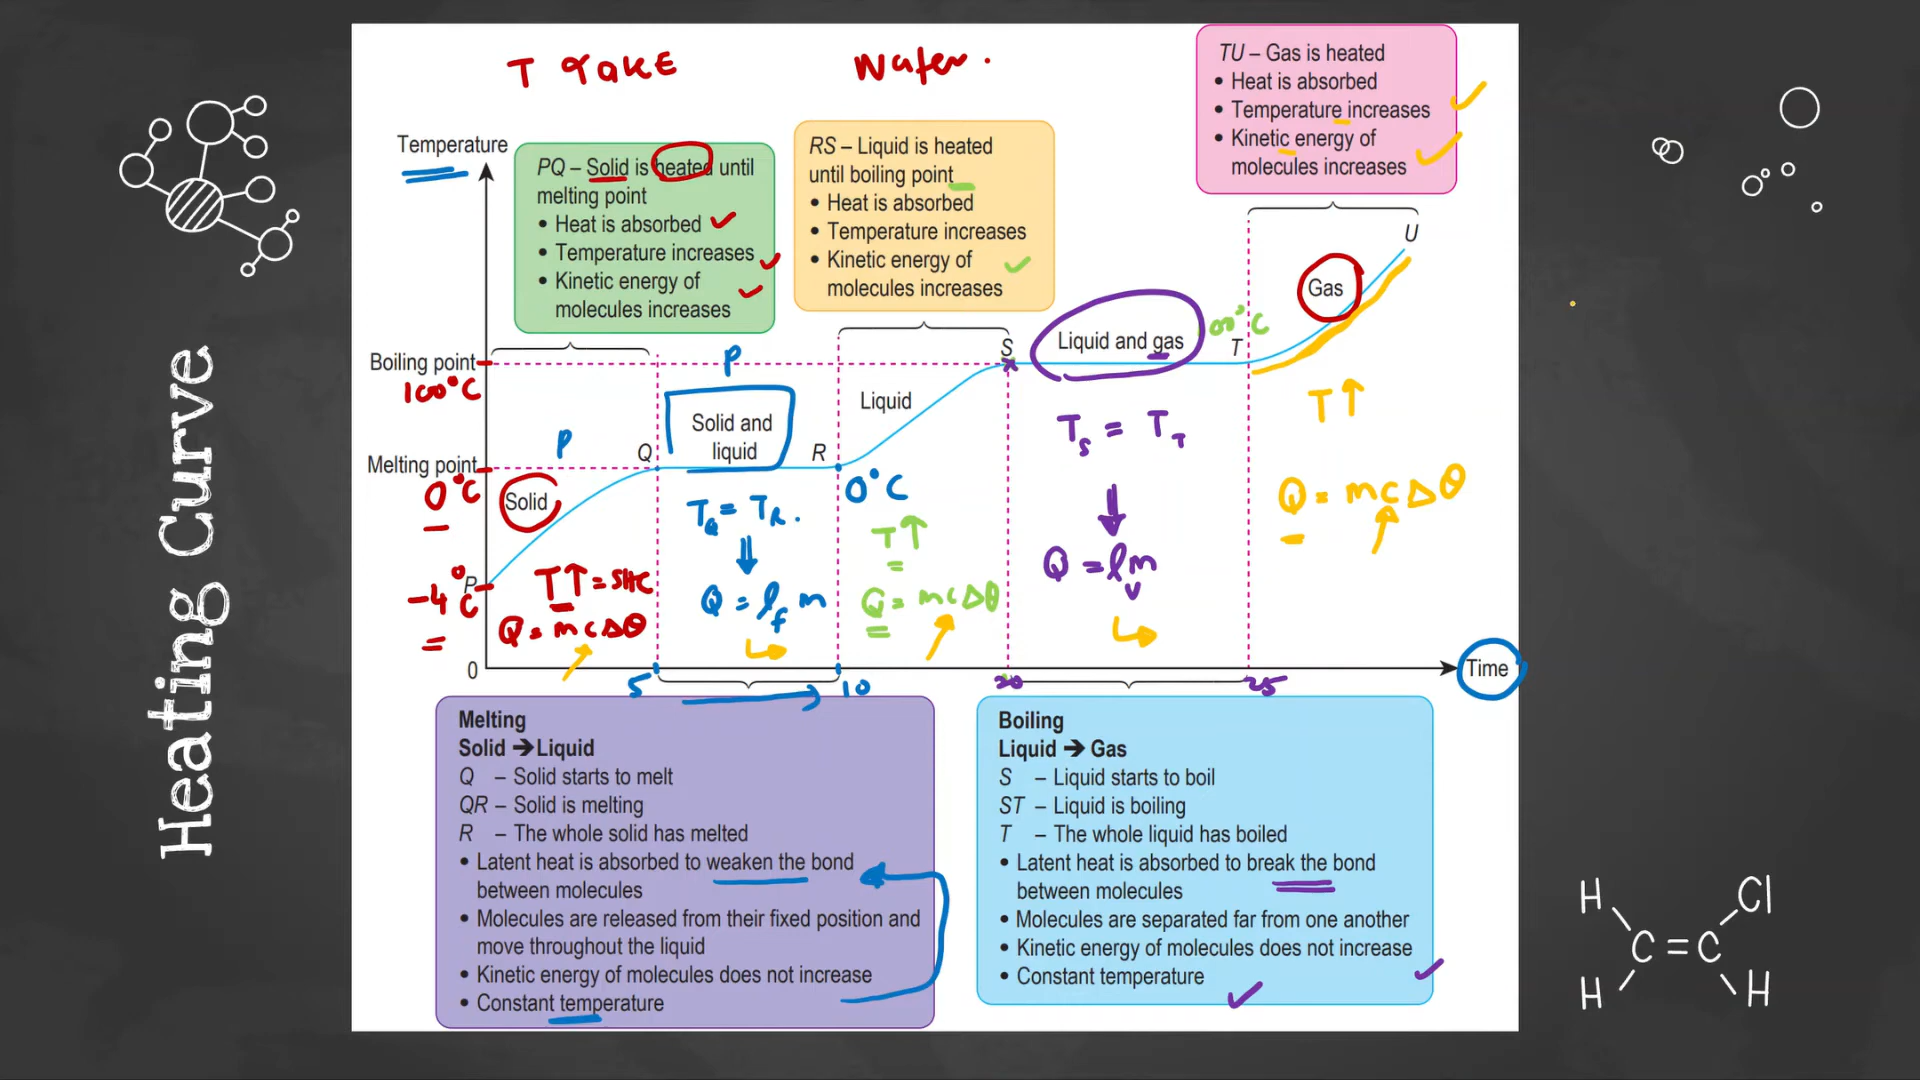 Heating Curve
T take Water.
Temperature
PQ – Solid is heated until
melting point
• Heat is absorbed
• Temperature increases
• Kinetic energy of
molecules increases
RS – Liquid is heated
until boiling point
• Heat is absorbed
• Temperature increases
• Kinetic energy of
molecules increases
TU – Gas is heated
• Heat is absorbed
• Temperature increases
• Kinetic energy of
molecules increases
U
Gas
Boiling point
100°C
P
S
Liquid and gas
00°C
T
Liquid
Solid and
liquid
P
Q
R
Melting point
0°C
Solid
0°C
T_Q = T_R.
T_S = T_T
T↑
T↑
Q = mcΔθ
P
-4°C
T↑ = SHC
Q = mcΔθ
Q = l_f m
Q = mcΔθ
Q = l_v m
0
5
10
20
25
Time
Melting
Solid ➔ Liquid
Q – Solid starts to melt
QR – Solid is melting
R – The whole solid has melted
• Latent heat is absorbed to weaken the bond
between molecules
• Molecules are released from their fixed position and
move throughout the liquid
• Kinetic energy of molecules does not increase
• Constant temperature
Boiling
Liquid ➔ Gas
S – Liquid starts to boil
ST – Liquid is boiling
T – The whole liquid has boiled
• Latent heat is absorbed to break the bond
between molecules
• Molecules are separated far from one another
• Kinetic energy of molecules does not increase
• Constant temperature
H Cl
C=C
H H